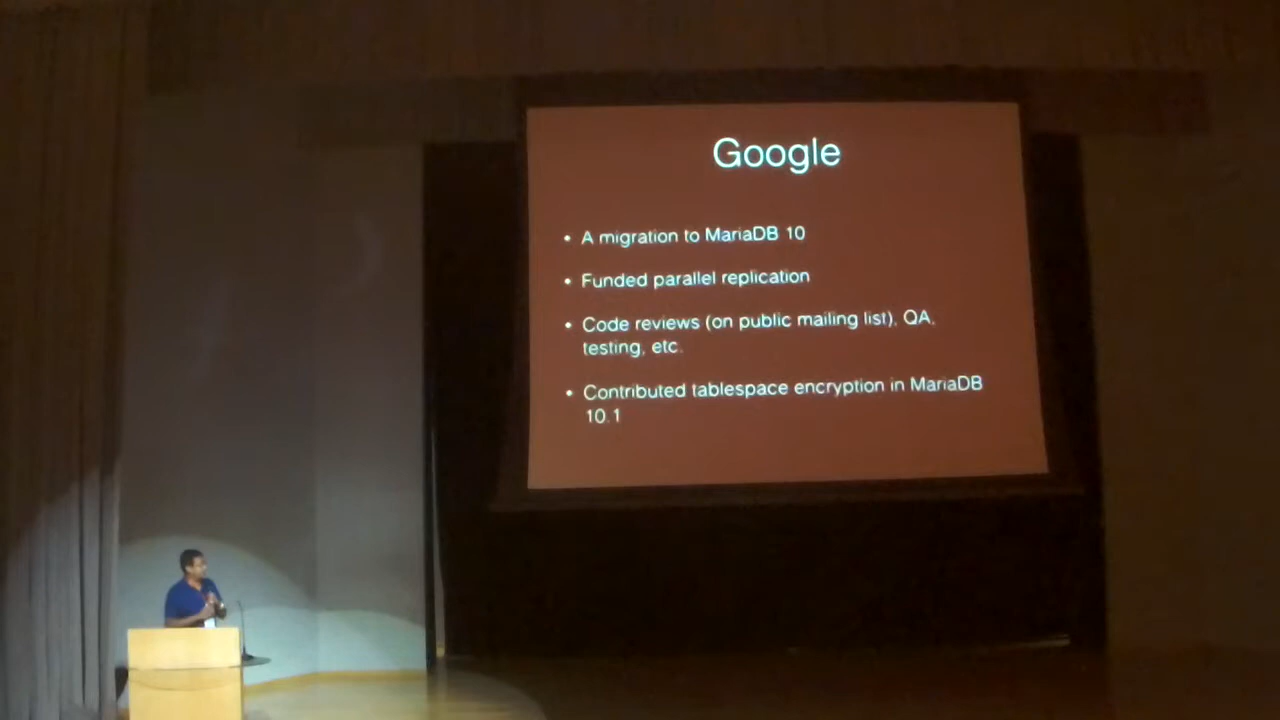 Google
• A migration to MariaDB 10
• Funded parallel replication
• Code reviews (on public mailing list), QA,
testing, etc.
• Contributed tablespace encryption in MariaDB
10.1